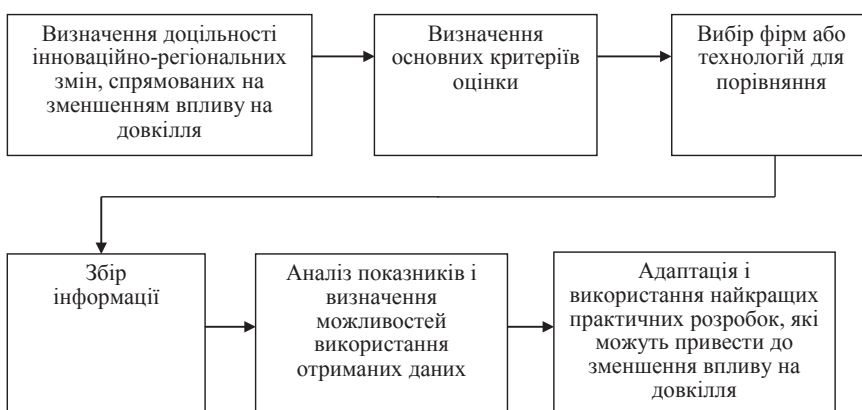 Визначення доцільності
інноваційно-регіональних
змін, спрямованих на
зменшенням впливу на
довкілля
Визначення
основних критеріїв
оцінки
Вибір фірм або
технологій для
порівняння
Збір
інформації
Аналіз показників і
визначення
можливостей
використання
отриманих даних
Адаптація і
використання найкращих
практичних розробок, які
можуть привести до
зменшення впливу на
довкілля